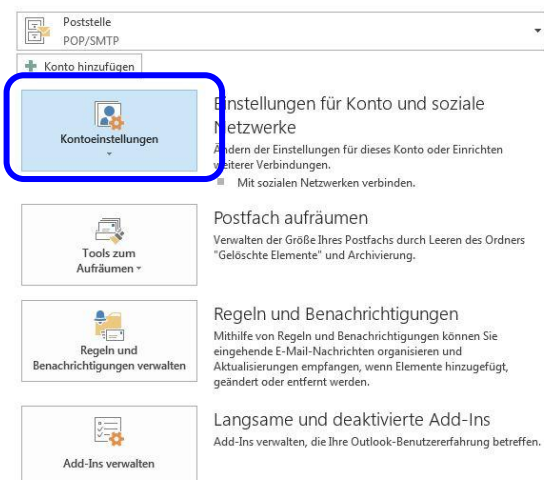 Poststelle
POP/SMTP
Konto hinzufügen
Kontoeinstellungen
Einstellungen für Konto und soziale
Netzwerke
Ändern der Einstellungen für dieses Konto oder Einrichten
weiterer Verbindungen.
Mit sozialen Netzwerken verbinden.
Tools zum
Aufräumen
Postfach aufräumen
Verwalten der Größe Ihres Postfachs durch Leeren des Ordners
"Gelöschte Elemente" und Archivierung.
Regeln und
Benachrichtigungen verwalten
Regeln und Benachrichtigungen
Mithilfe von Regeln und Benachrichtigungen können Sie
eingehende E-Mail-Nachrichten organisieren und
Aktualisierungen empfangen, wenn Elemente hinzugefügt,
geändert oder entfernt werden.
Add-Ins verwalten
Langsame und deaktivierte Add-Ins
Add-Ins verwalten, die Ihre Outlook-Benutzererfahrung betreffen.